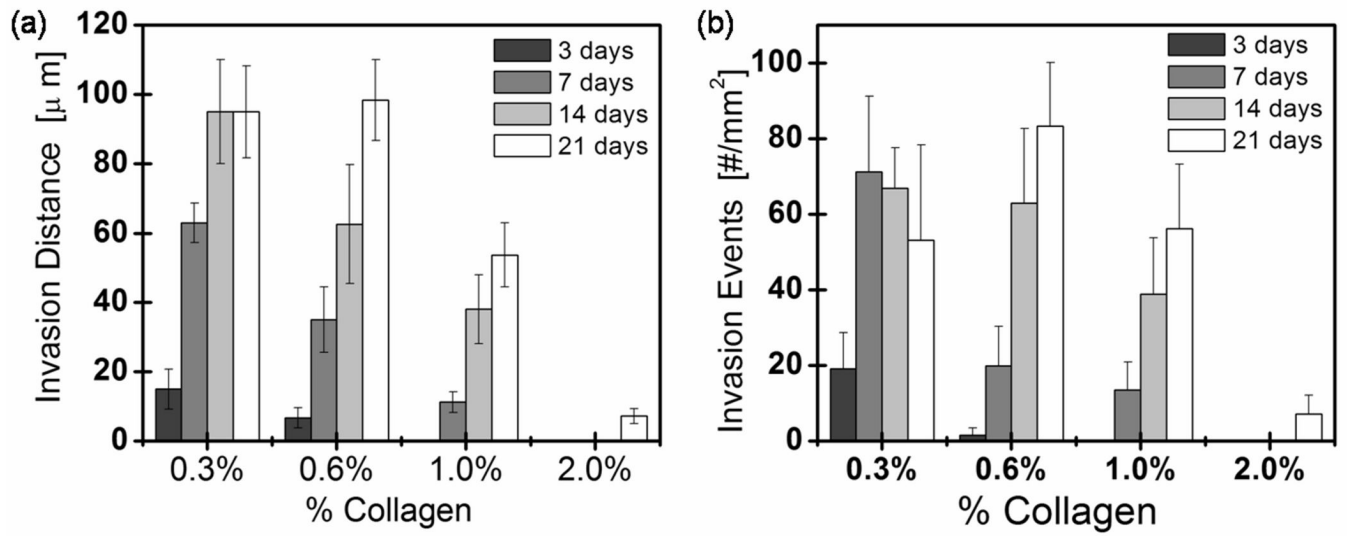 (a)
Invasion Distance [μ m]
120
100
80
60
40
20
0
3 days
7 days
14 days
21 days
0.3% 0.6% 1.0% 2.0%
% Collagen
(b)
Invasion Events [#/mm²]
100
80
60
40
20
0
3 days
7 days
14 days
21 days
0.3% 0.6% 1.0% 2.0%
% Collagen